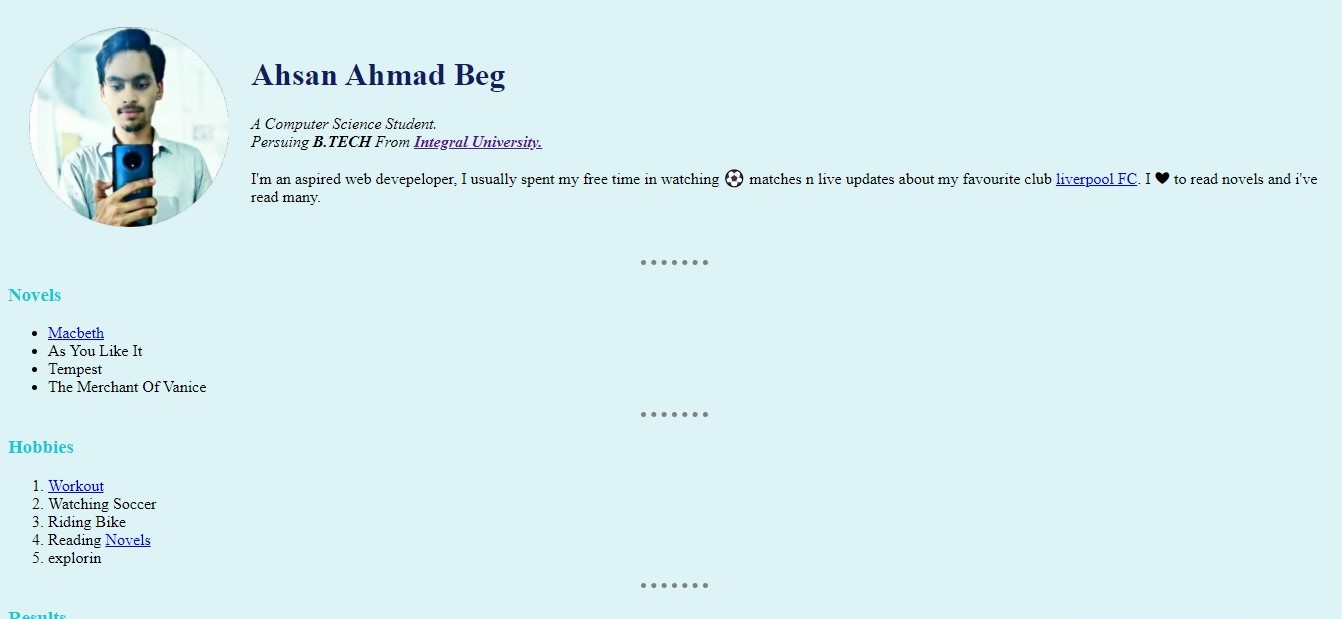 Ahsan Ahmad Beg
A Computer Science Student.
Persuing B.TECH From Integral University.
I'm an aspired web devepeloper, I usually spent my free time in watching ⚽ matches n live updates about my favourite club liverpool FC. I ❤ to read novels and i've
read many.
Novels
Macbeth
As You Like It
Tempest
The Merchant Of Vanice
Hobbies
1. Workout
2. Watching Soccer
3. Riding Bike
4. Reading Novels
5. explorin
Results